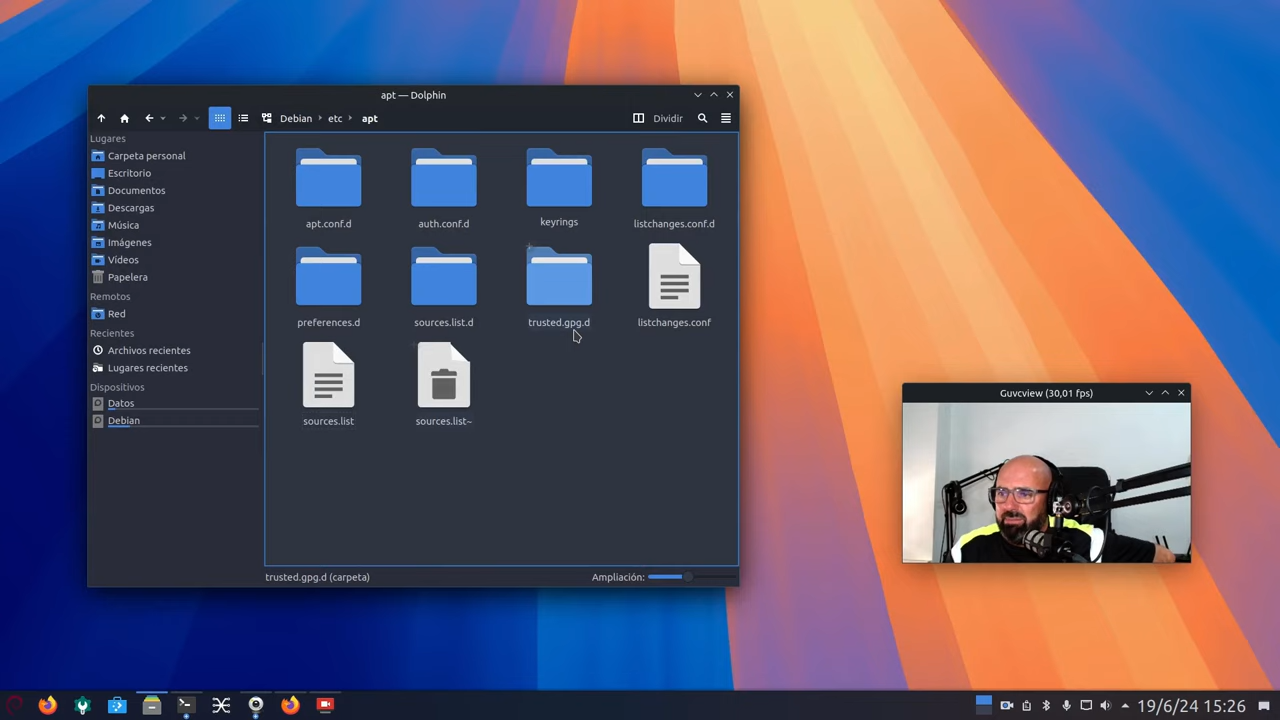 apt — Dolphin
Debian etc apt
Dividir
Lugares
Carpeta personal
Escritorio
Documentos
Descargas
Música
Imágenes
Vídeos
Papelera
Remotos
Red
Recientes
Archivos recientes
Lugares recientes
Dispositivos
Datos
Debian
apt.conf.d
auth.conf.d
keyrings
listchanges.conf.d
preferences.d
sources.list.d
trusted.gpg.d
listchanges.conf
sources.list
sources.list~
trusted.gpg.d (carpeta)
Ampliación:
Guvcview (30,01 fps)
19/6/24 15:26